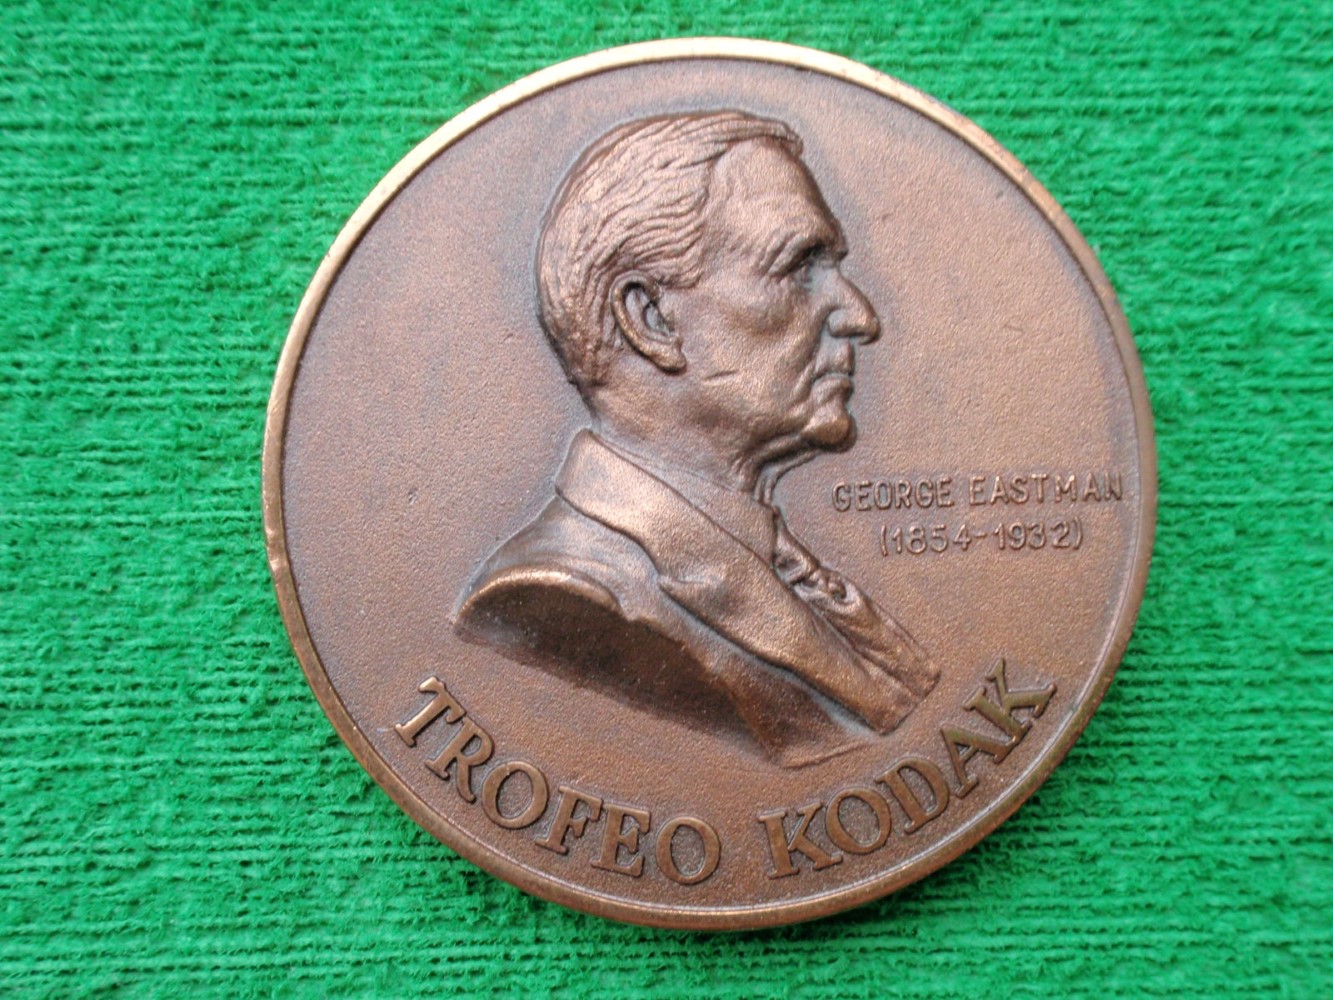 GEORGE EASTMAN
(1854-1932)
TROFEO KODAK